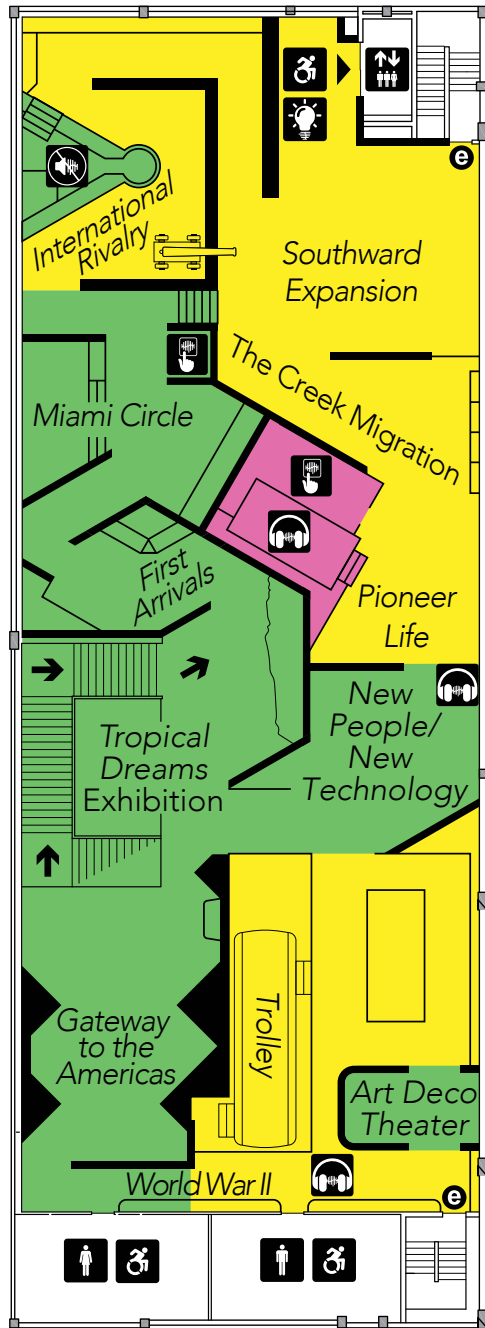 International
Rivalry
Southward
Expansion
e
The Creek Migration
Miami Circle
First
Arrivals
Pioneer
Life
New
People/
New
Technology
Tropical
Dreams
Exhibition
Gateway
to the
Americas
Trolley
Art Deco
Theater
World War II
e